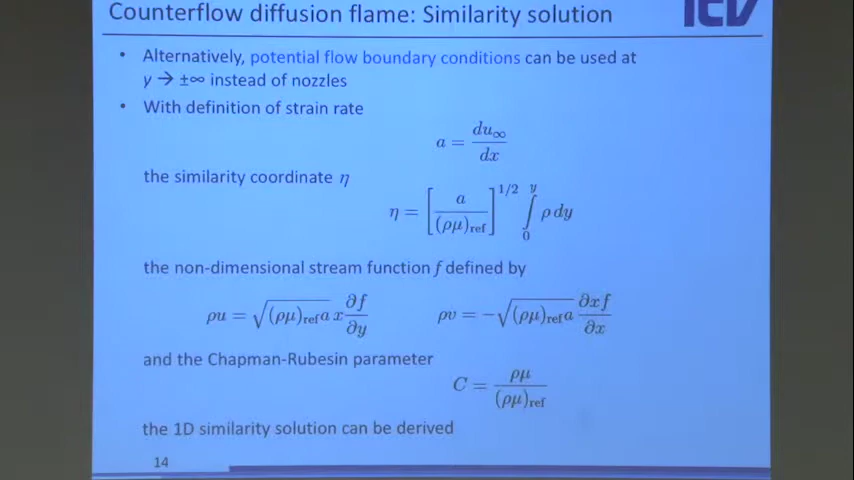 Counterflow diffusion flame: Similarity solution
ITV
• Alternatively, potential flow boundary conditions can be used at
y → ±∞ instead of nozzles
• With definition of strain rate
a = du∞/dx
the similarity coordinate η
η = [a/(ρμ)ref]^1/2 ∫0^y ρ dy
the non-dimensional stream function f defined by
ρu = √(ρμ)ref a x ∂f/∂y ρv = −√(ρμ)ref a ∂xf/∂x
and the Chapman-Rubesin parameter
C = ρμ/(ρμ)ref
the 1D similarity solution can be derived
14